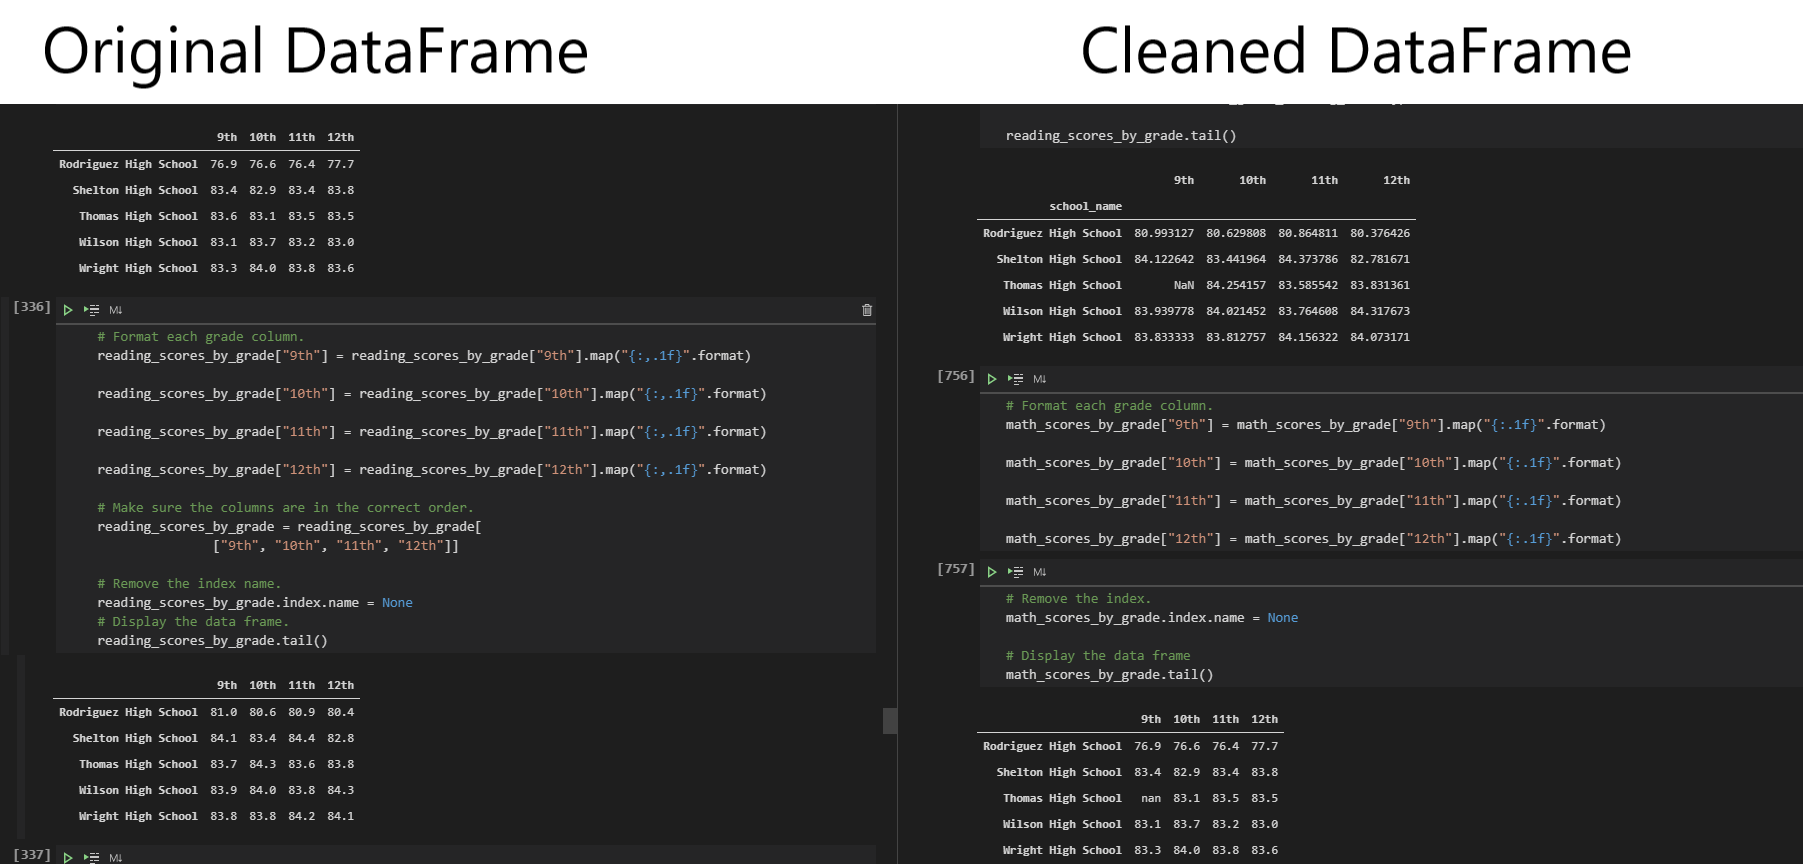 Original DataFrame
9th 10th 11th 12th
Rodriguez High School 76.9 76.6 76.4 77.7
Shelton High School 83.4 82.9 83.4 83.8
Thomas High School 83.6 83.1 83.5 83.5
Wilson High School 83.1 83.7 83.2 83.0
Wright High School 83.3 84.0 83.8 83.6
[336]
M↓
# Format each grade column.
reading_scores_by_grade["9th"] = reading_scores_by_grade["9th"].map("{:,.1f}".format)
reading_scores_by_grade["10th"] = reading_scores_by_grade["10th"].map("{:,.1f}".format)
reading_scores_by_grade["11th"] = reading_scores_by_grade["11th"].map("{:,.1f}".format)
reading_scores_by_grade["12th"] = reading_scores_by_grade["12th"].map("{:,.1f}".format)
# Make sure the columns are in the correct order.
reading_scores_by_grade = reading_scores_by_grade[
["9th", "10th", "11th", "12th"]]
# Remove the index name.
reading_scores_by_grade.index.name = None
# Display the data frame.
reading_scores_by_grade.tail()
9th 10th 11th 12th
Rodriguez High School 81.0 80.6 80.9 80.4
Shelton High School 84.1 83.4 84.4 82.8
Thomas High School 83.7 84.3 83.6 83.8
Wilson High School 83.9 84.0 83.8 84.3
Wright High School 83.8 83.8 84.2 84.1
[337]
M↓
Cleaned DataFrame
reading_scores_by_grade.tail()
9th 10th 11th 12th
school_name
Rodriguez High School 80.993127 80.629808 80.864811 80.376426
Shelton High School 84.122642 83.441964 84.373786 82.781671
Thomas High School NaN 84.254157 83.585542 83.831361
Wilson High School 83.939778 84.021452 83.764608 84.317673
Wright High School 83.833333 83.812757 84.156322 84.073171
[756]
M↓
# Format each grade column.
math_scores_by_grade["9th"] = math_scores_by_grade["9th"].map("{:.1f}".format)
math_scores_by_grade["10th"] = math_scores_by_grade["10th"].map("{:.1f}".format)
math_scores_by_grade["11th"] = math_scores_by_grade["11th"].map("{:.1f}".format)
math_scores_by_grade["12th"] = math_scores_by_grade["12th"].map("{:.1f}".format)
[757]
M↓
# Remove the index.
math_scores_by_grade.index.name = None
# Display the data frame
math_scores_by_grade.tail()
9th 10th 11th 12th
Rodriguez High School 76.9 76.6 76.4 77.7
Shelton High School 83.4 82.9 83.4 83.8
Thomas High School nan 83.1 83.5 83.5
Wilson High School 83.1 83.7 83.2 83.0
Wright High School 83.3 84.0 83.8 83.6